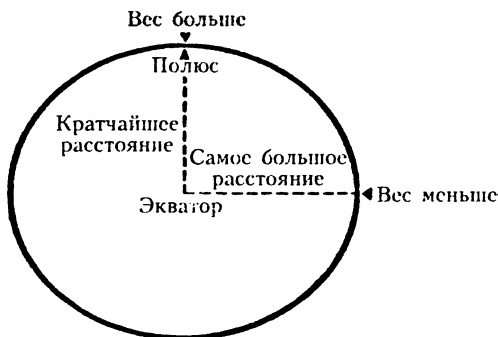 Вес больше
Полюс
Кратчайшее
расстояние
Самое большое
расстояние
Экватор
Вес меньше